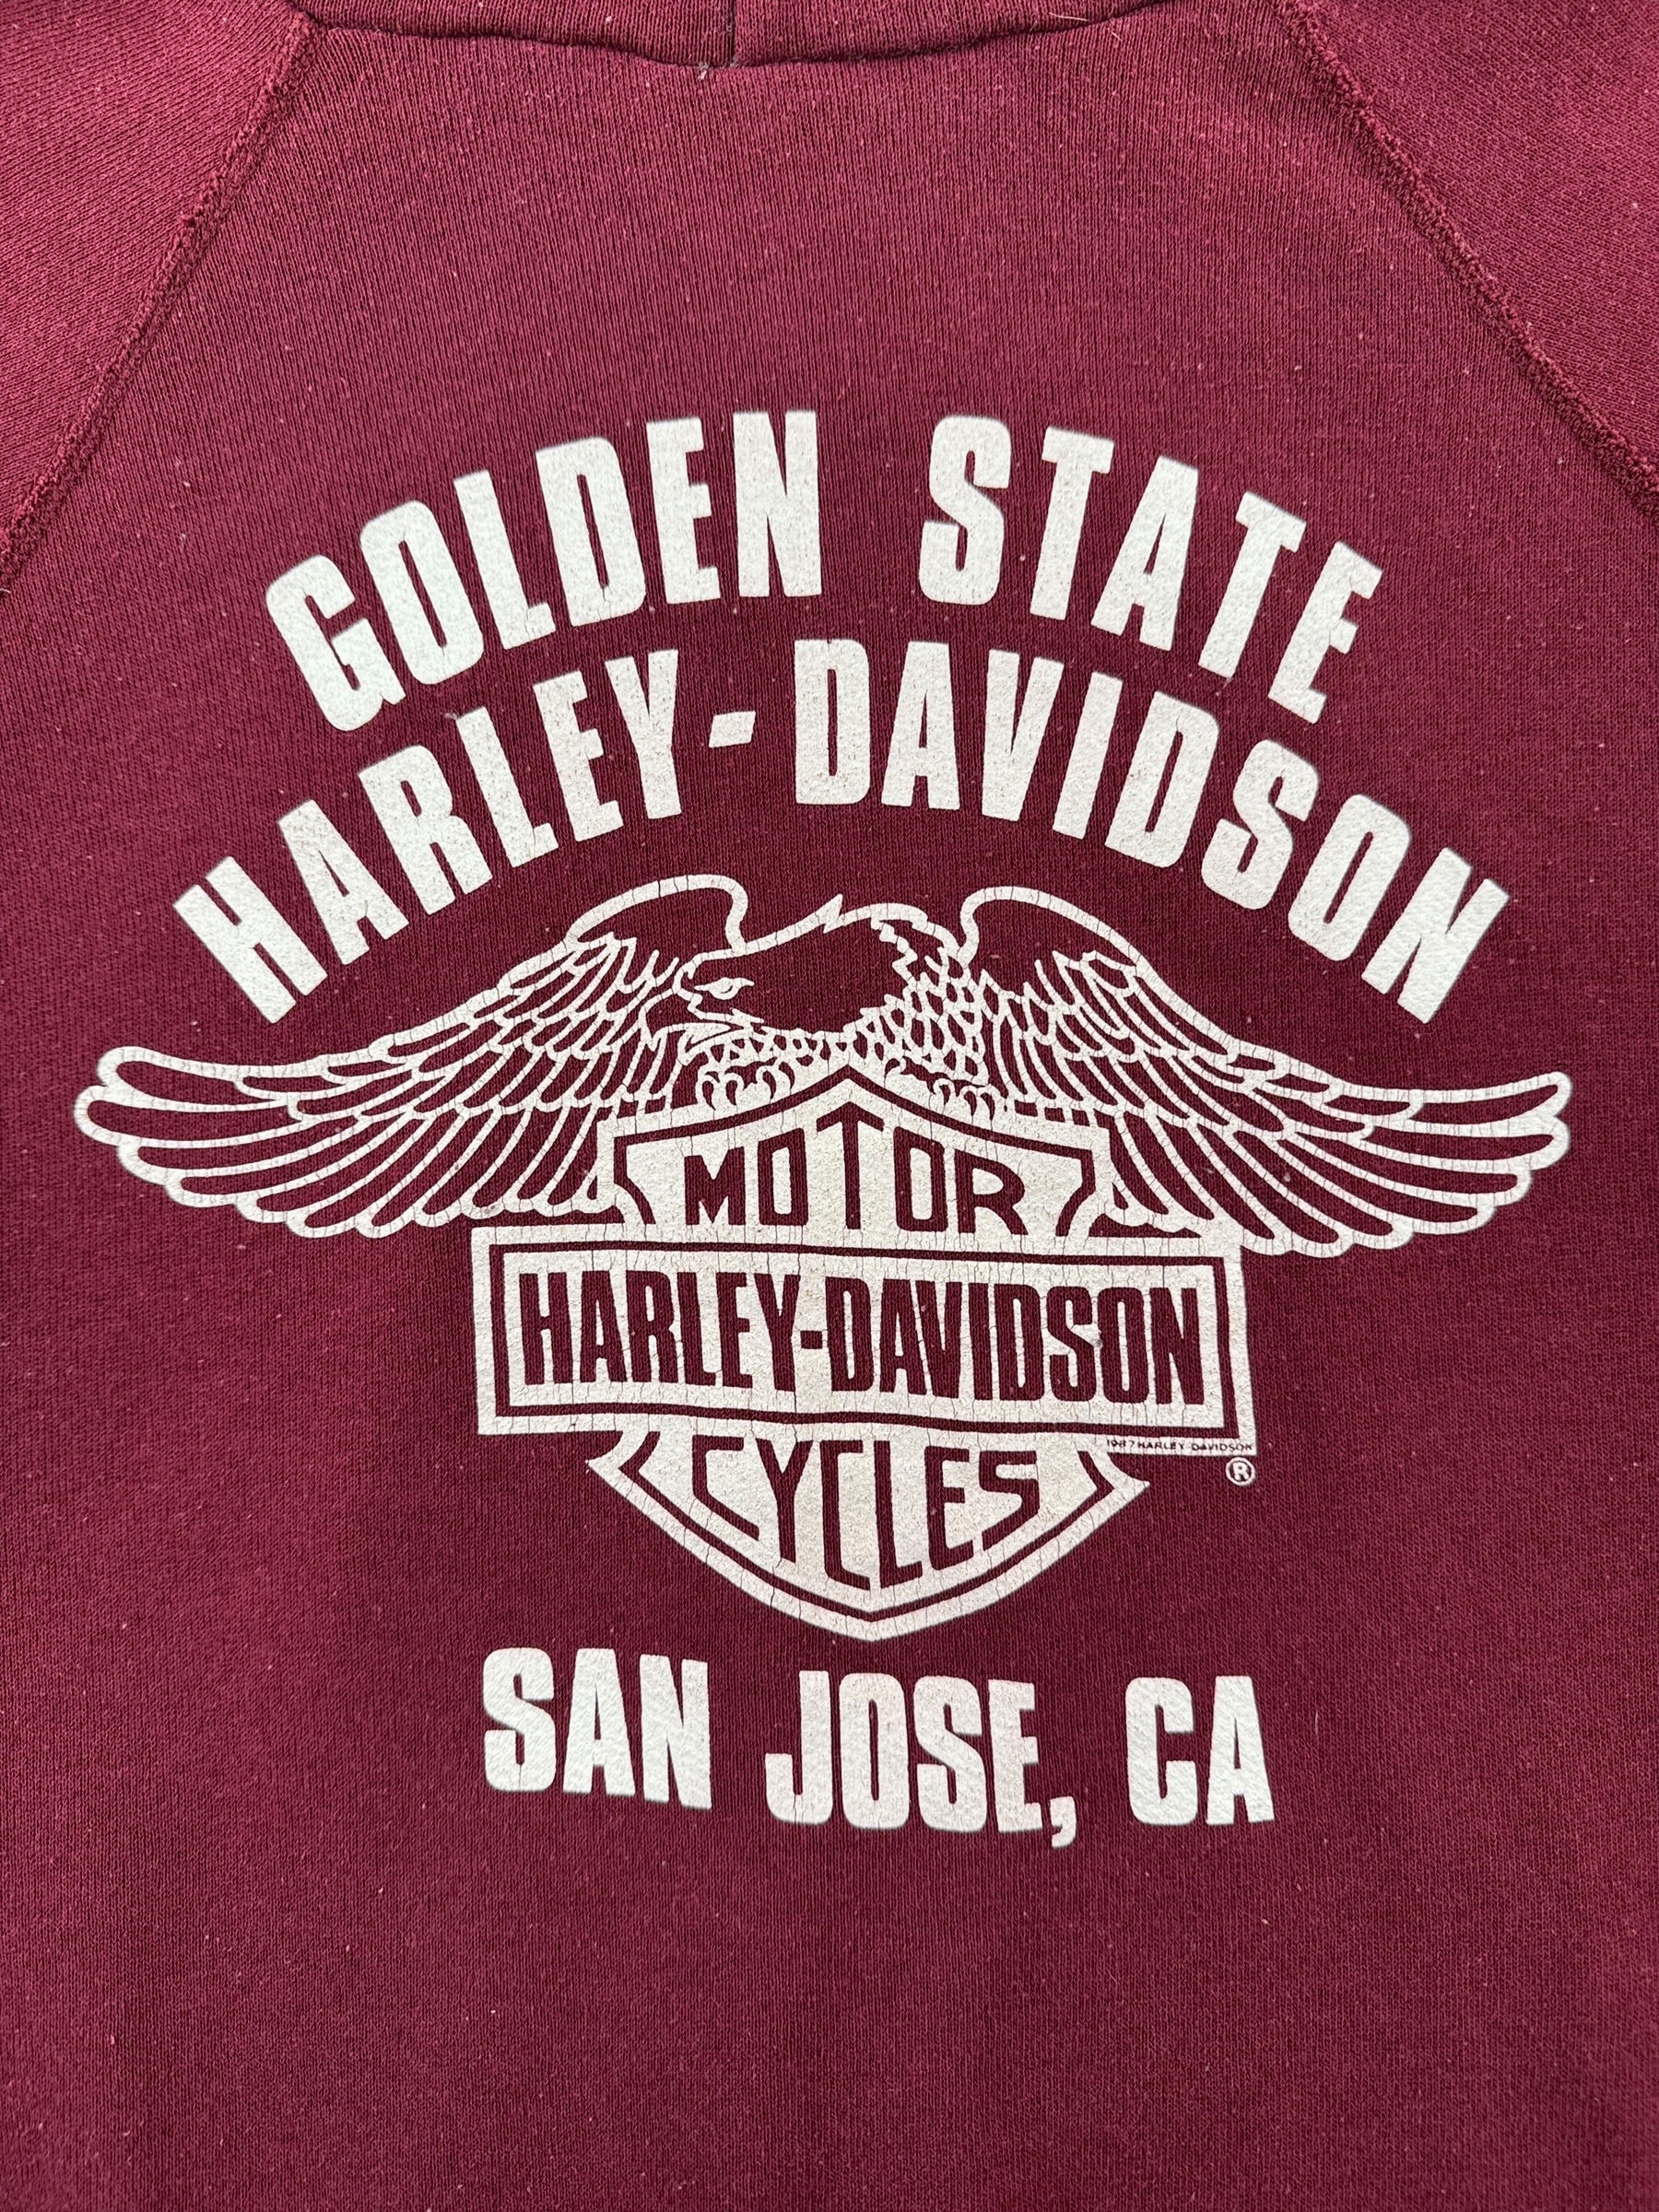 GOLDEN STATE
HARLEY-DAVIDSON
MOTOR
HARLEY-DAVIDSON
CYCLES
1987 HARLEY DAVIDSON
®
SAN JOSE, CA